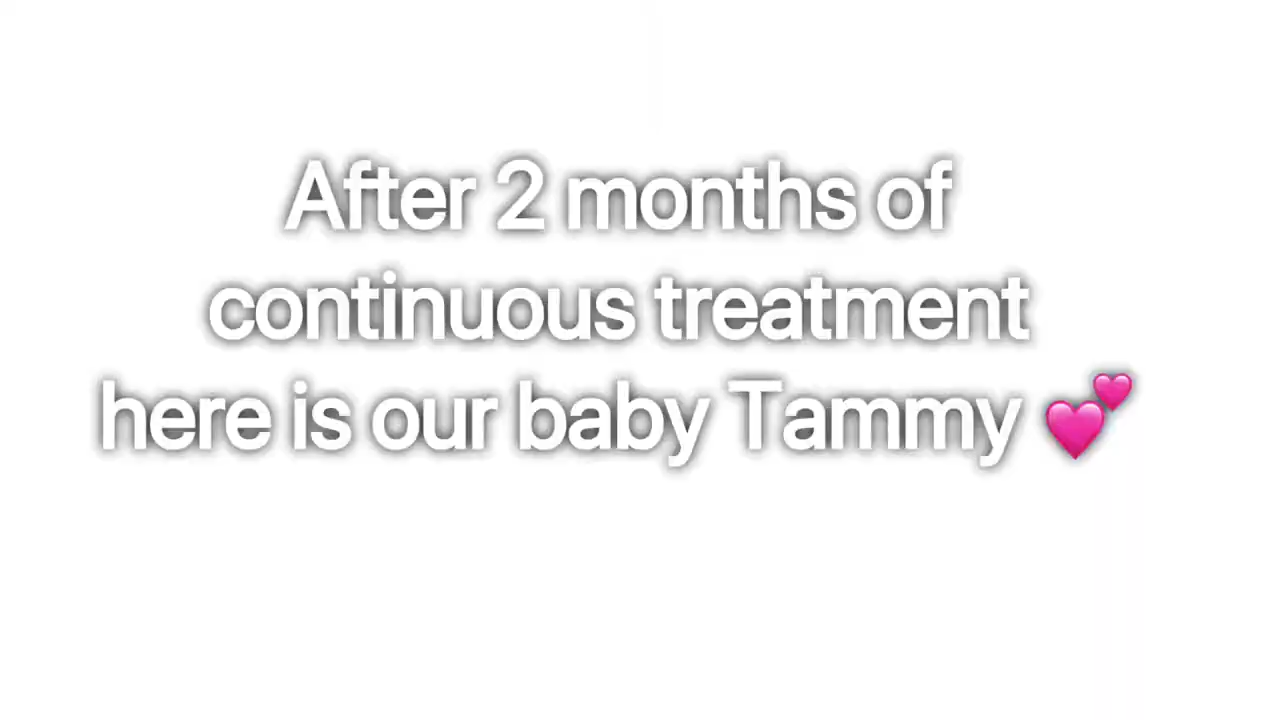 After 2 months of
continuous treatment
here is our baby Tammy 💕